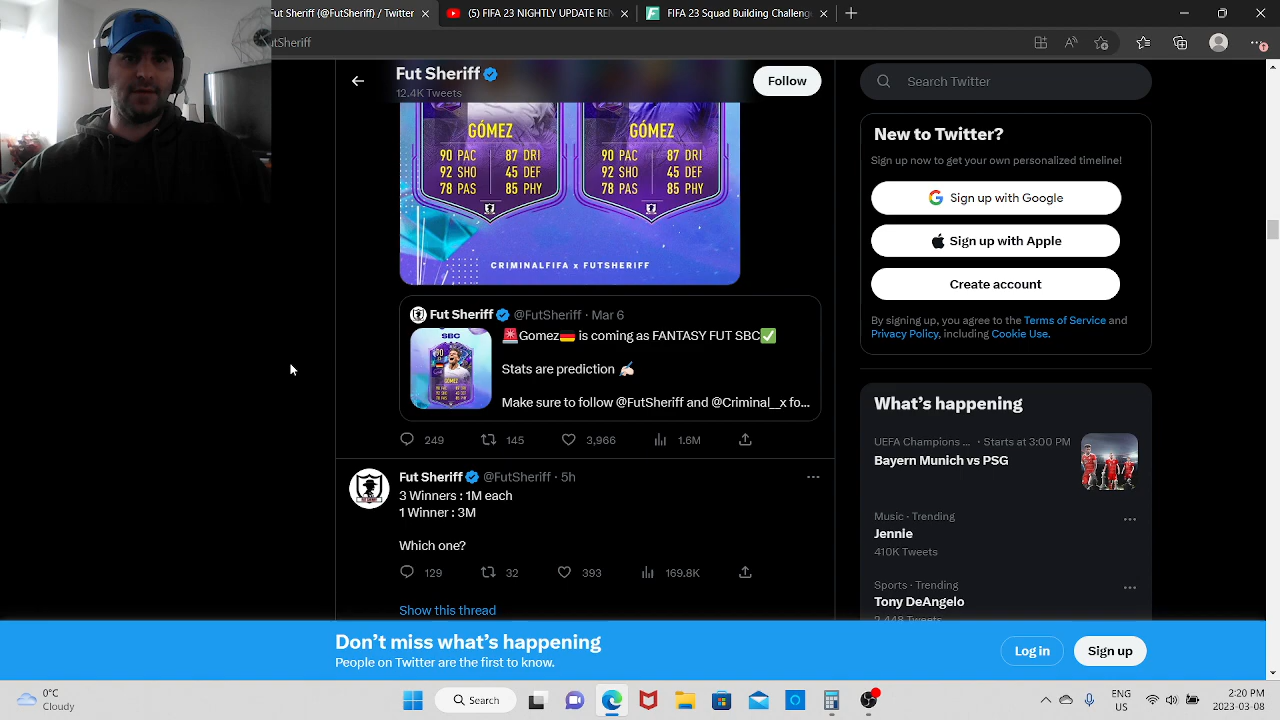 Fut Sheriff (@FutSheriff) / Twitter
(5) FIFA 23 NIGHTLY UPDATE REN
FIFA 23 Squad Building Challeng
utSheriff
Fut Sheriff
12.4K Tweets
Follow
Search Twitter
GÓMEZ
90 PAC 87 DRI
92 SHO 45 DEF
78 PAS 85 PHY
GÓMEZ
90 PAC 87 DRI
92 SHO 45 DEF
78 PAS 85 PHY
CRIMINALFIFA x FUTSHERIFF
Fut Sheriff @FutSheriff · Mar 6
SBC
GÓMEZ
🚨Gomez🇩🇪 is coming as FANTASY FUT SBC✅
Stats are prediction ✍🏻
Make sure to follow @FutSheriff and @Criminal__x fo...
249 145 3,966 1.6M
Fut Sheriff @FutSheriff · 5h
3 Winners : 1M each
1 Winner : 3M
Which one?
129 32 393 169.8K
Show this thread
New to Twitter?
Sign up now to get your own personalized timeline!
Sign up with Google
Sign up with Apple
Create account
By signing up, you agree to the Terms of Service and
Privacy Policy, including Cookie Use.
What's happening
UEFA Champions ... · Starts at 3:00 PM
Bayern Munich vs PSG
Music · Trending
Jennie
410K Tweets
Sports · Trending
Tony DeAngelo
2,448 Tweets
Don't miss what's happening
People on Twitter are the first to know.
Log in
Sign up
0°C
Cloudy
Search
ENG
US
2:20 PM
2023-03-08